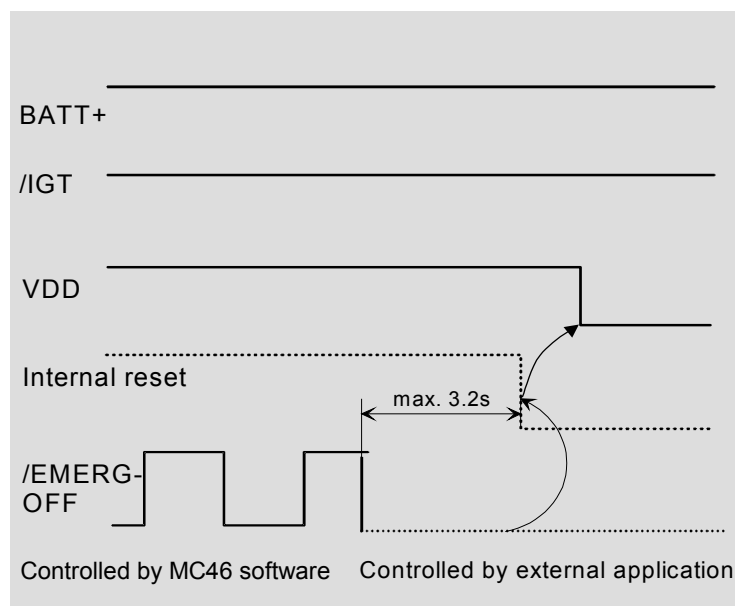 BATT+
/IGT
VDD
Internal reset
max. 3.2s
/EMERG-
OFF
Controlled by MC46 software
Controlled by external application